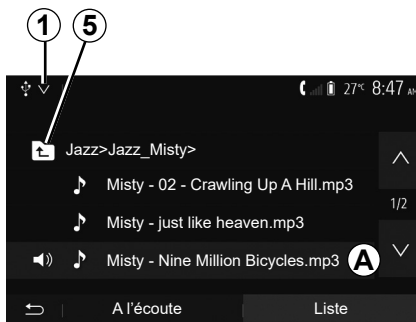 1 5
27°C 8:47 AM
Jazz>Jazz_Misty>
Misty - 02 - Crawling Up A Hill.mp3
1/2
Misty - just like heaven.mp3
Misty - Nine Million Bicycles.mp3 A
A l'écoute Liste